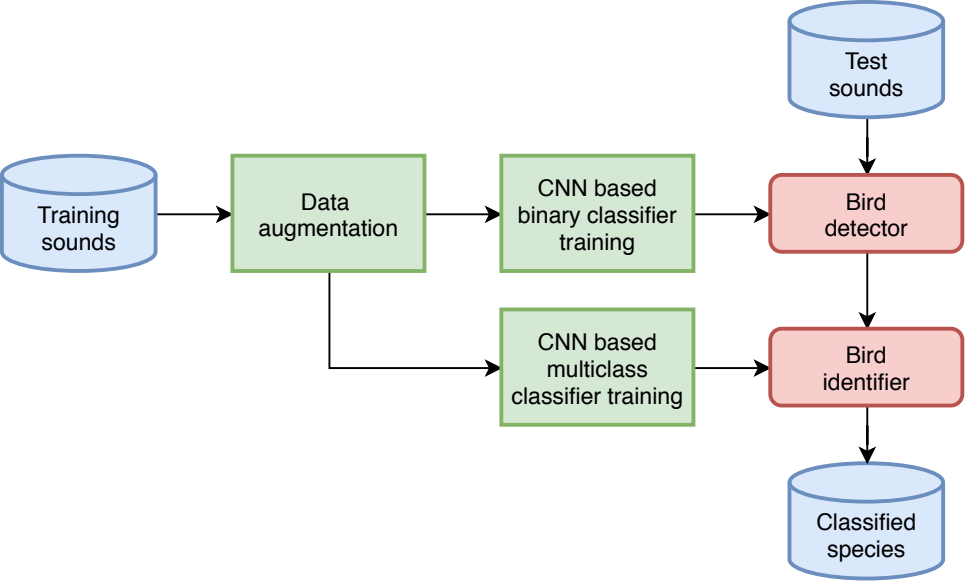 Test
sounds
Training
sounds
Data
augmentation
CNN based
binary classifier
training
Bird
detector
CNN based
multiclass
classifier training
Bird
identifier
Classified
species